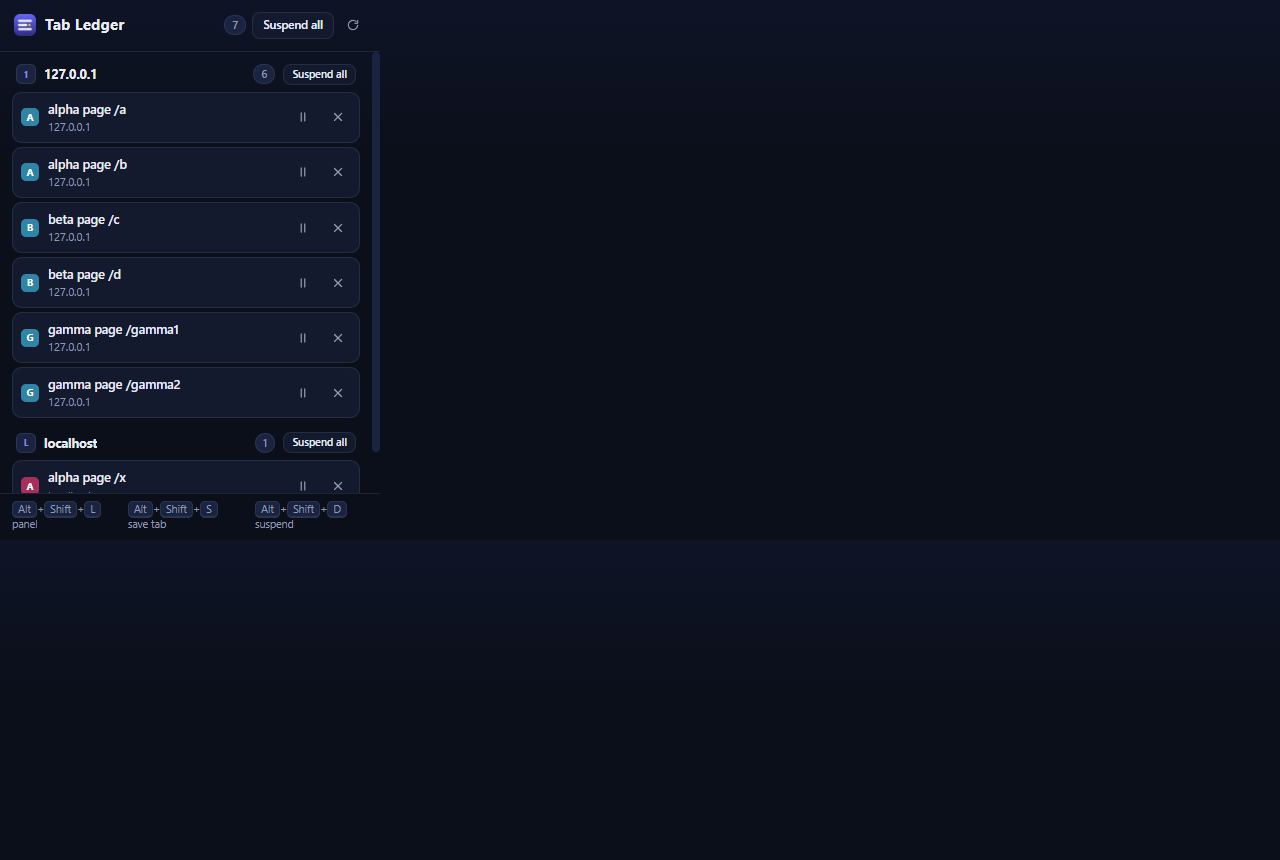 Tab Ledger 7 Suspend all
1 127.0.0.1 6 Suspend all
A alpha page /a
127.0.0.1
A alpha page /b
127.0.0.1
B beta page /c
127.0.0.1
B beta page /d
127.0.0.1
G gamma page /gamma1
127.0.0.1
G gamma page /gamma2
127.0.0.1
L localhost 1 Suspend all
A alpha page /x
Alt+Shift+L
panel
Alt+Shift+S
save tab
Alt+Shift+D
suspend